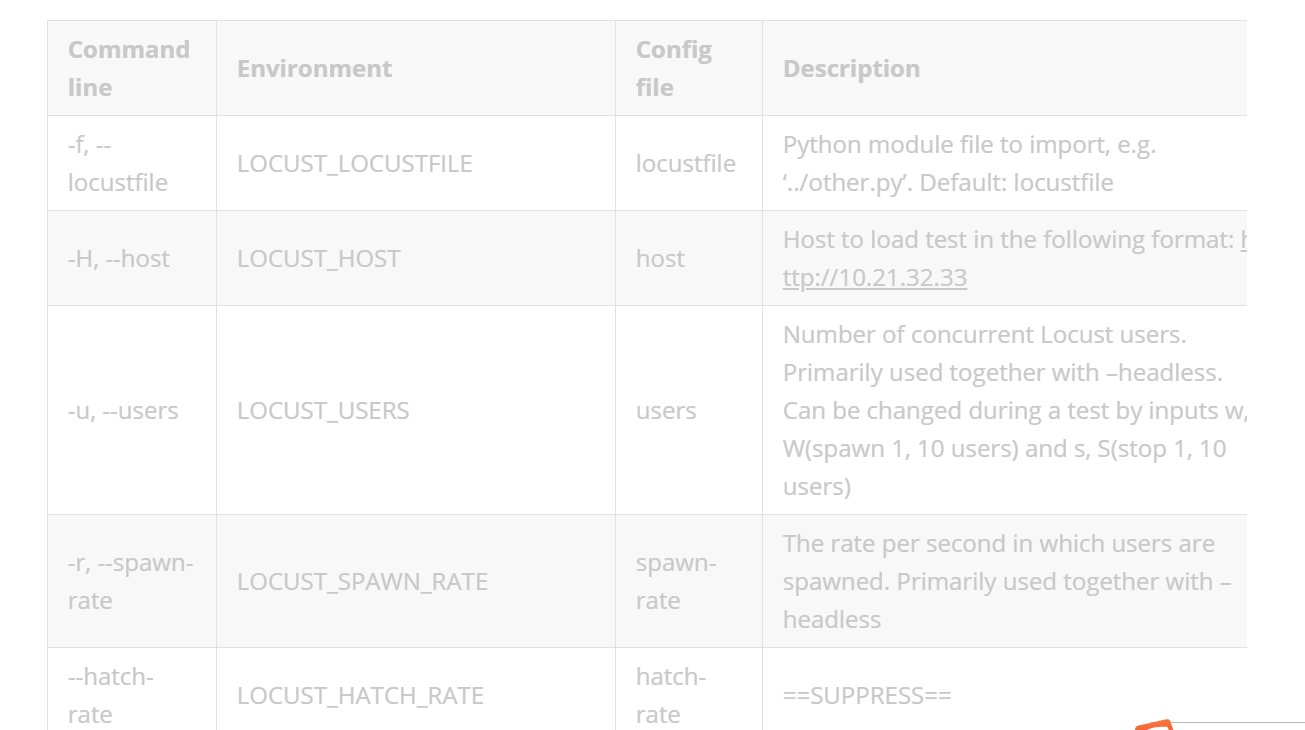 Command
line
Environment
Config
file
Description
-f, --
locustfile
LOCUST_LOCUSTFILE
locustfile
Python module file to import, e.g.
‘../other.py’. Default: locustfile
-H, --host
LOCUST_HOST
host
Host to load test in the following format: h
ttp://10.21.32.33
-u, --users
LOCUST_USERS
users
Number of concurrent Locust users.
Primarily used together with –headless.
Can be changed during a test by inputs w,
W(spawn 1, 10 users) and s, S(stop 1, 10
users)
-r, --spawn-
rate
LOCUST_SPAWN_RATE
spawn-
rate
The rate per second in which users are
spawned. Primarily used together with –
headless
--hatch-
rate
LOCUST_HATCH_RATE
hatch-
rate
==SUPPRESS==